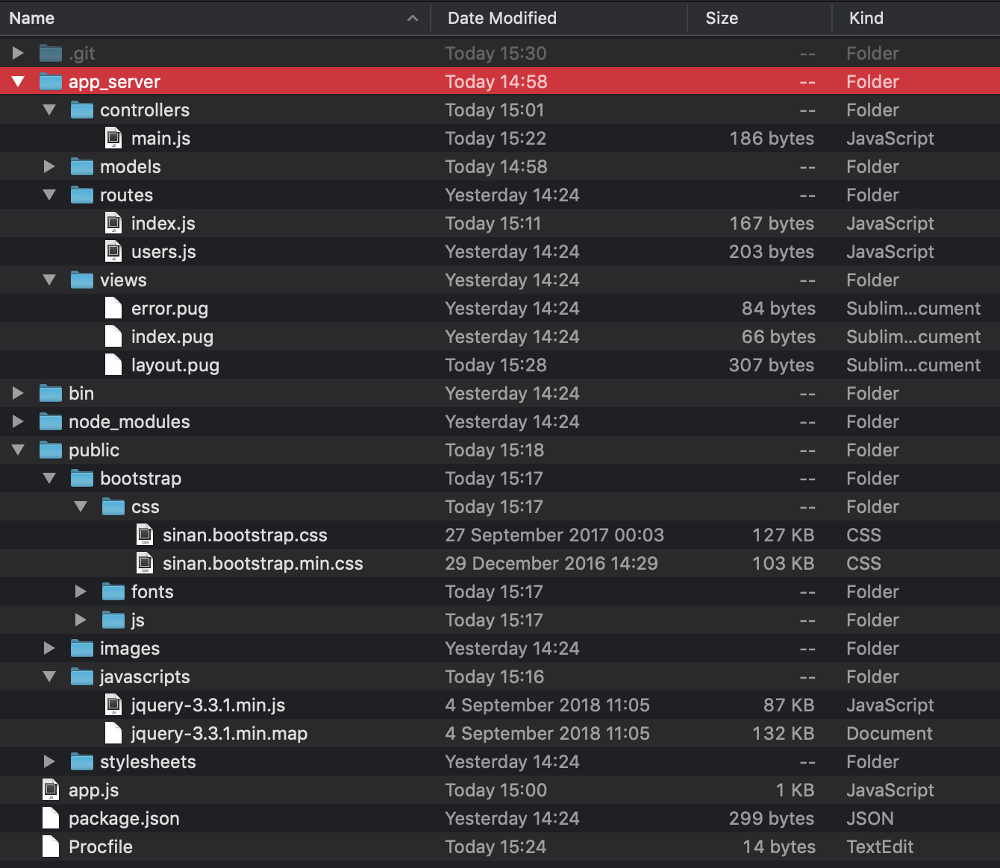 Name Date Modified Size Kind
.git Today 15:30 -- Folder
app_server Today 14:58 -- Folder
controllers Today 15:01 -- Folder
main.js Today 15:22 186 bytes JavaScript
models Today 14:58 -- Folder
routes Yesterday 14:24 -- Folder
index.js Today 15:11 167 bytes JavaScript
users.js Yesterday 14:24 203 bytes JavaScript
views Yesterday 14:24 -- Folder
error.pug Yesterday 14:24 84 bytes Sublim...cument
index.pug Yesterday 14:24 66 bytes Sublim...cument
layout.pug Today 15:28 307 bytes Sublim...cument
bin Yesterday 14:24 -- Folder
node_modules Yesterday 14:24 -- Folder
public Today 15:18 -- Folder
bootstrap Today 15:17 -- Folder
css Today 15:17 -- Folder
sinan.bootstrap.css 27 September 2017 00:03 127 KB CSS
sinan.bootstrap.min.css 29 December 2016 14:29 103 KB CSS
fonts Today 15:17 -- Folder
js Today 15:17 -- Folder
images Yesterday 14:24 -- Folder
javascripts Today 15:16 -- Folder
jquery-3.3.1.min.js 4 September 2018 11:05 87 KB JavaScript
jquery-3.3.1.min.map 4 September 2018 11:05 132 KB Document
stylesheets Yesterday 14:24 -- Folder
app.js Today 15:00 1 KB JavaScript
package.json Yesterday 14:24 299 bytes JSON
Procfile Today 15:24 14 bytes TextEdit